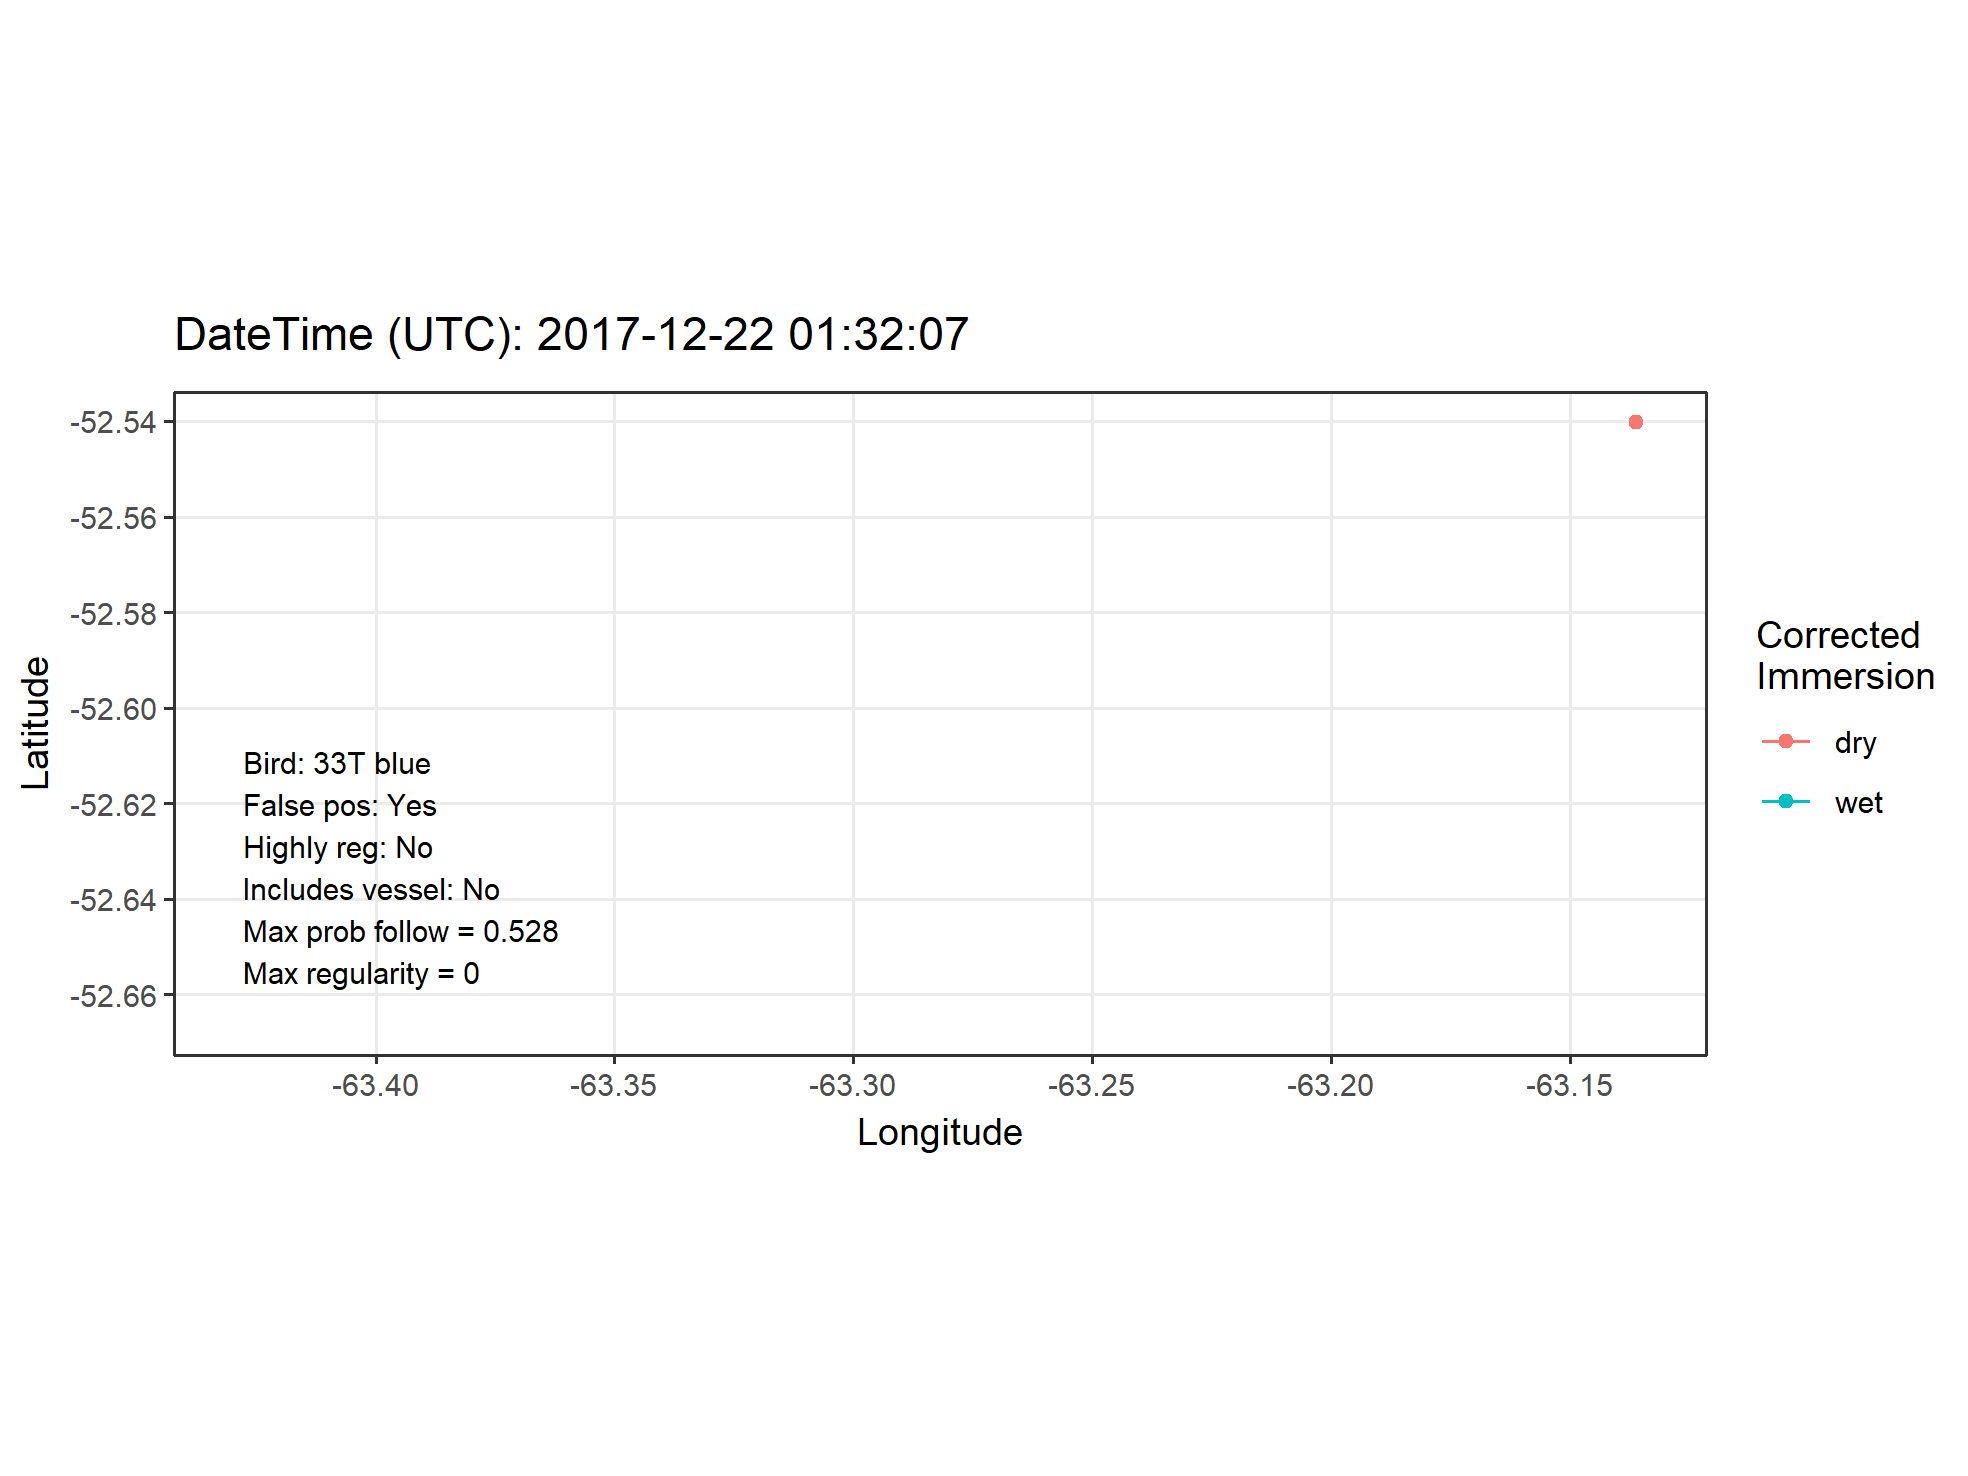 DateTime (UTC): 2017-12-22 01:32:07
-52.54
-52.56
-52.58
-52.60
-52.62
-52.64
-52.66
Latitude
Bird: 33T blue
False pos: Yes
Highly reg: No
Includes vessel: No
Max prob follow = 0.528
Max regularity = 0
-63.40
-63.35
-63.30
-63.25
-63.20
-63.15
Longitude
Corrected
Immersion
dry
wet